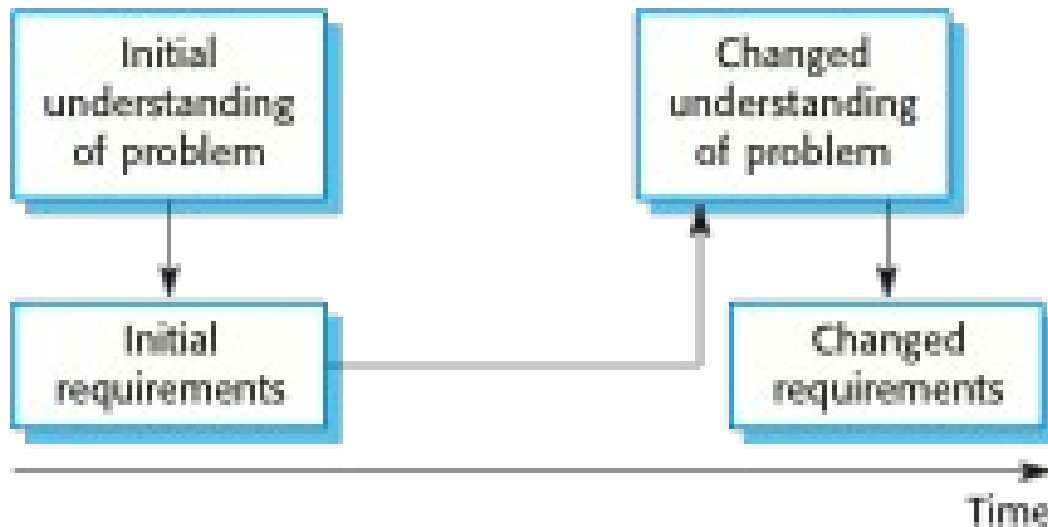 Initial
understanding
of problem
Changed
understanding
of problem
Initial
requirements
Changed
requirements
Time